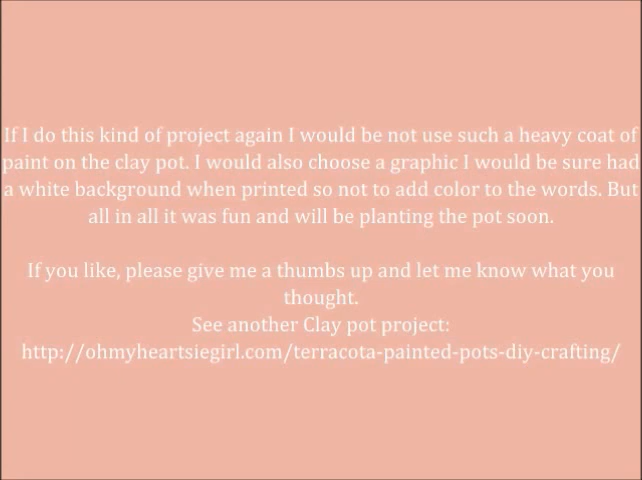 If I do this kind of project again I would be not use such a heavy coat of
paint on the clay pot. I would also choose a graphic I would be sure had
a white background when printed so not to add color to the words. But
all in all it was fun and will be planting the pot soon.
If you like, please give me a thumbs up and let me know what you
thought.
See another Clay pot project:
http://ohmyheartsiegirl.com/terracota-painted-pots-diy-crafting/